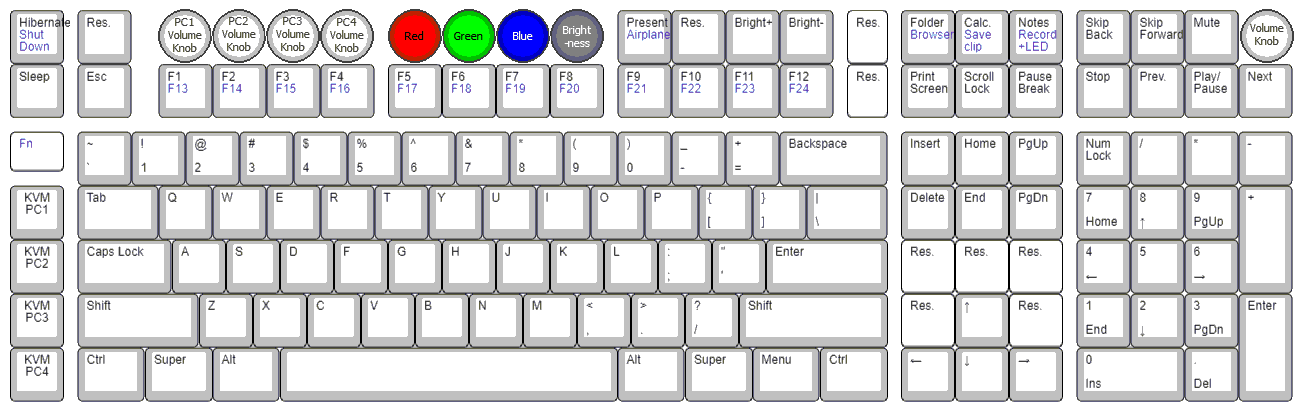 Hibernate Res. PC1 PC2 PC3 PC4 Red Green Blue Bright Present Res. Bright+ Bright- Res. Folder Calc. Notes Skip Skip Mute Volume
Shut Volume Volume Volume Volume -ness Airplane Browser Save Record Back Forward Knob
Down Knob Knob Knob Knob clip +LED
Sleep Esc F1 F2 F3 F4 F5 F6 F7 F8 F9 F10 F11 F12 Res. Print Scroll Pause Stop Prev. Play/ Next
F13 F14 F15 F16 F17 F18 F19 F20 F21 F22 F23 F24 Screen Lock Break Pause
Fn ~ ! @ # $ % ^ & * ( ) _ + Backspace Insert Home PgUp Num / * -
` 1 2 3 4 5 6 7 8 9 0 - = Lock
KVM Tab Q W E R T Y U I O P { } | Delete End PgDn 7 8 9 +
PC1 [ ] \ Home ↑ PgUp
KVM Caps Lock A S D F G H J K L : " Enter Res. Res. Res. 4 5 6
PC2 ; ' ← →
KVM Shift Z X C V B N M < > ? Shift Res. ↑ Res. 1 2 3 Enter
PC3 , . / End ↓ PgDn
KVM Ctrl Super Alt Alt Super Menu Ctrl ← ↓ → 0 .
PC4 Ins Del